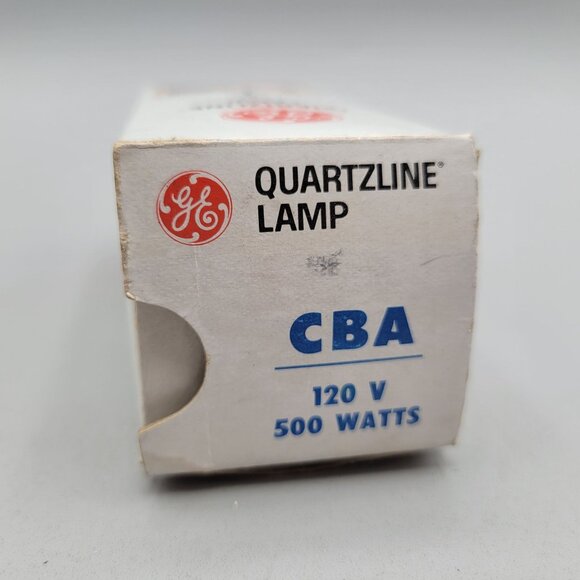 GE
QUARTZLINE®
LAMP
CBA
120 V
500 WATTS